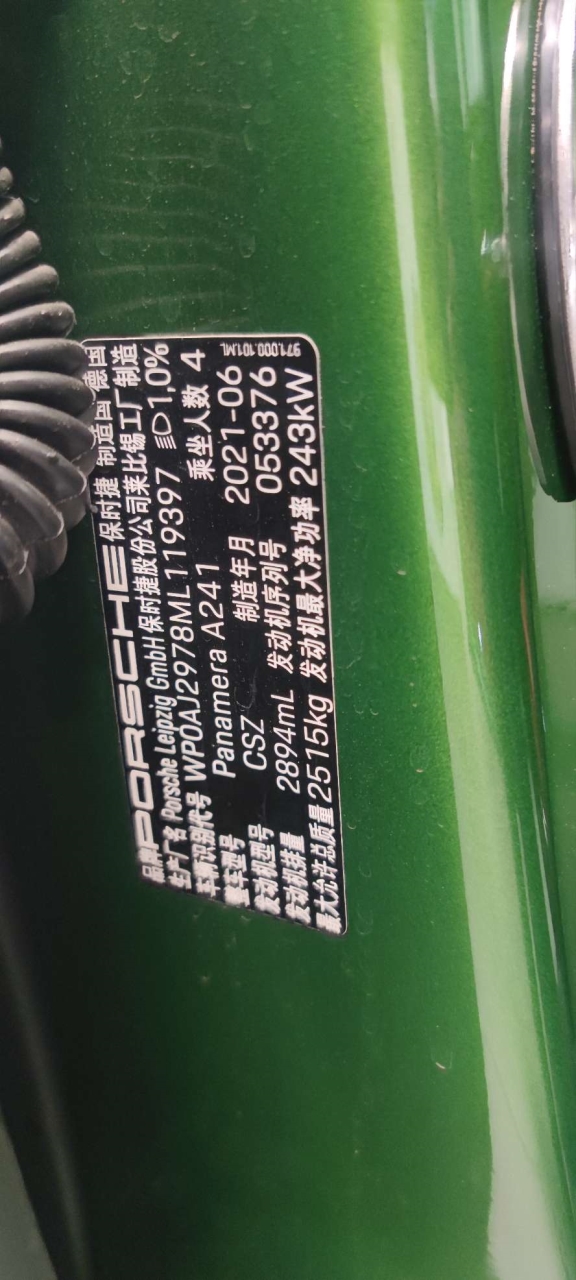 品牌 PORSCHE 保时捷 制造国 德国
生产厂名 Porsche Leipzig GmbH 保时捷股份公司莱比锡工厂制造
车辆识别代号 WP0AJ2978ML119397 1,0%
整车型号 Panamera A241 乘坐人数 4
发动机型号 CSZ 制造年月 2021-06
发动机排量 2894mL 发动机序列号 053376
最大允许总质量 2515kg 发动机最大净功率 243kW
971.000.101.ML